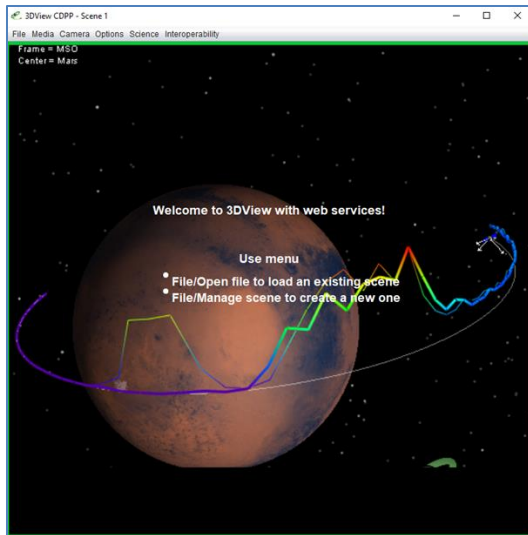 3DView CDPP - Scene 1
File Media Camera Options Science Interoperability
Frame = MSO
Center = Mars
Welcome to 3DView with web services!
Use menu
File/Open file to load an existing scene
File/Manage scene to create a new one